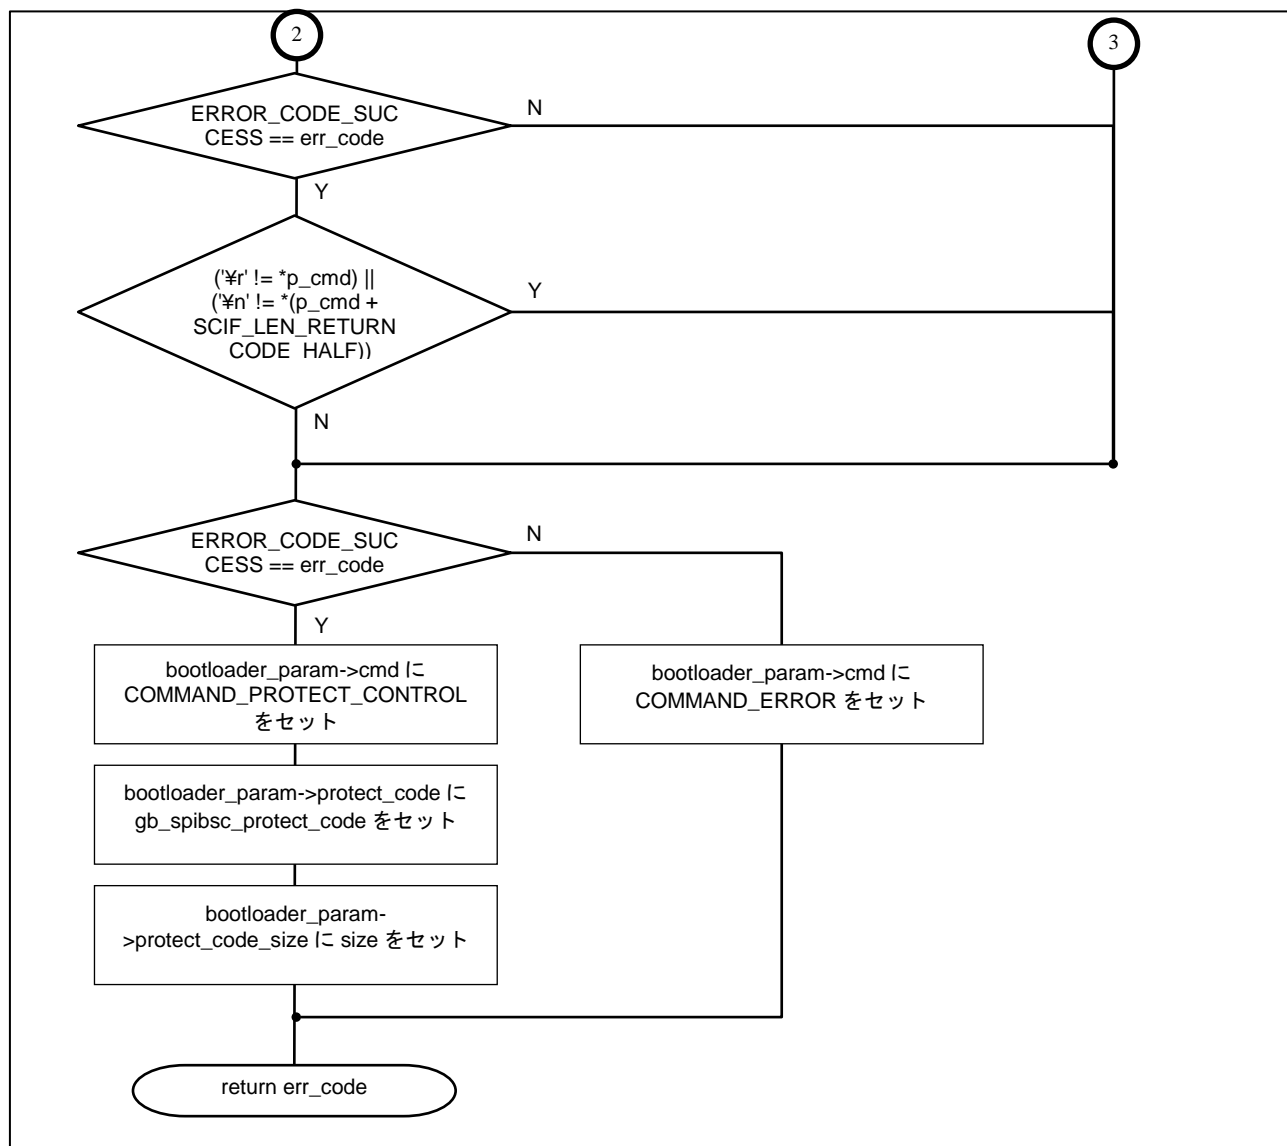 2
3
ERROR_CODE_SUC
CESS == err_code
N
Y
('¥r' != *p_cmd) ||
('¥n' != *(p_cmd +
SCIF_LEN_RETURN
CODE_HALF))
Y
N
ERROR_CODE_SUC
CESS == err_code
N
Y
bootloader_param->cmd に
COMMAND_PROTECT_CONTROL
をセット
bootloader_param->cmd に
COMMAND_ERROR をセット
bootloader_param->protect_code に
gb_spibsc_protect_code をセット
bootloader_param-
>protect_code_size に size をセット
return err_code